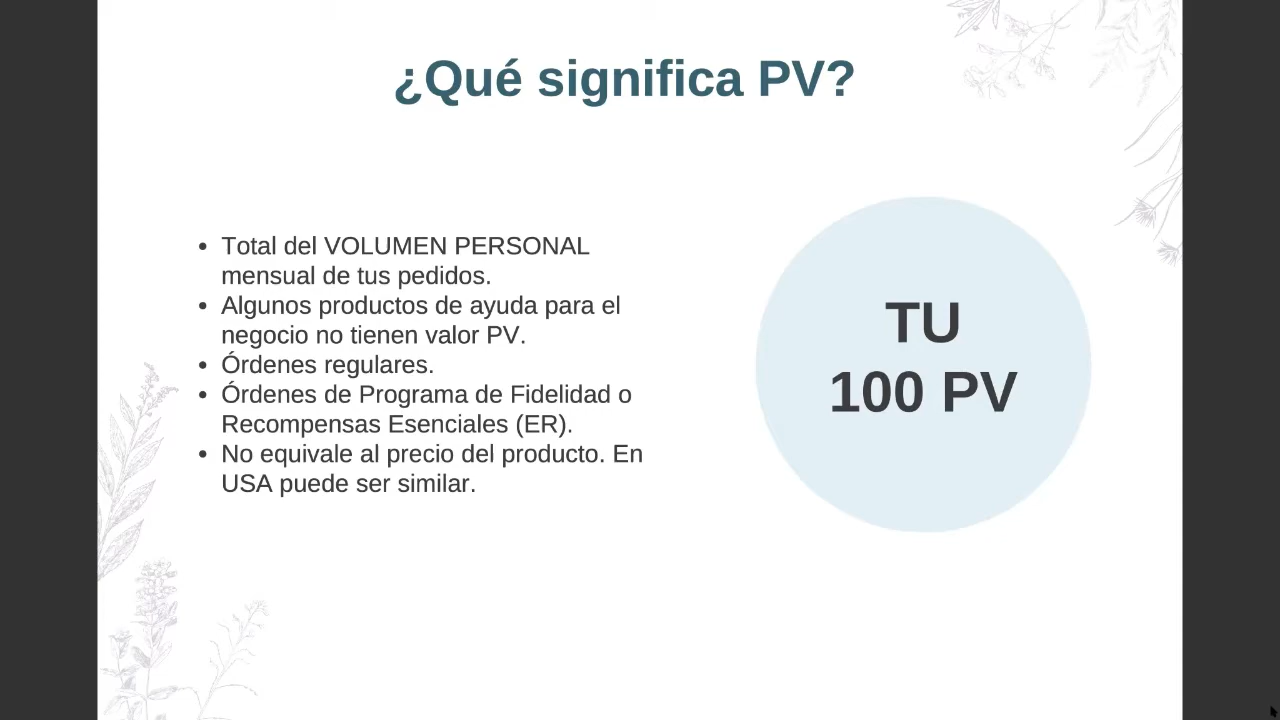 ¿Qué significa PV?
• Total del VOLUMEN PERSONAL
mensual de tus pedidos.
• Algunos productos de ayuda para el
negocio no tienen valor PV.
• Órdenes regulares.
• Órdenes de Programa de Fidelidad o
Recompensas Esenciales (ER).
• No equivale al precio del producto. En
USA puede ser similar.
TU
100 PV